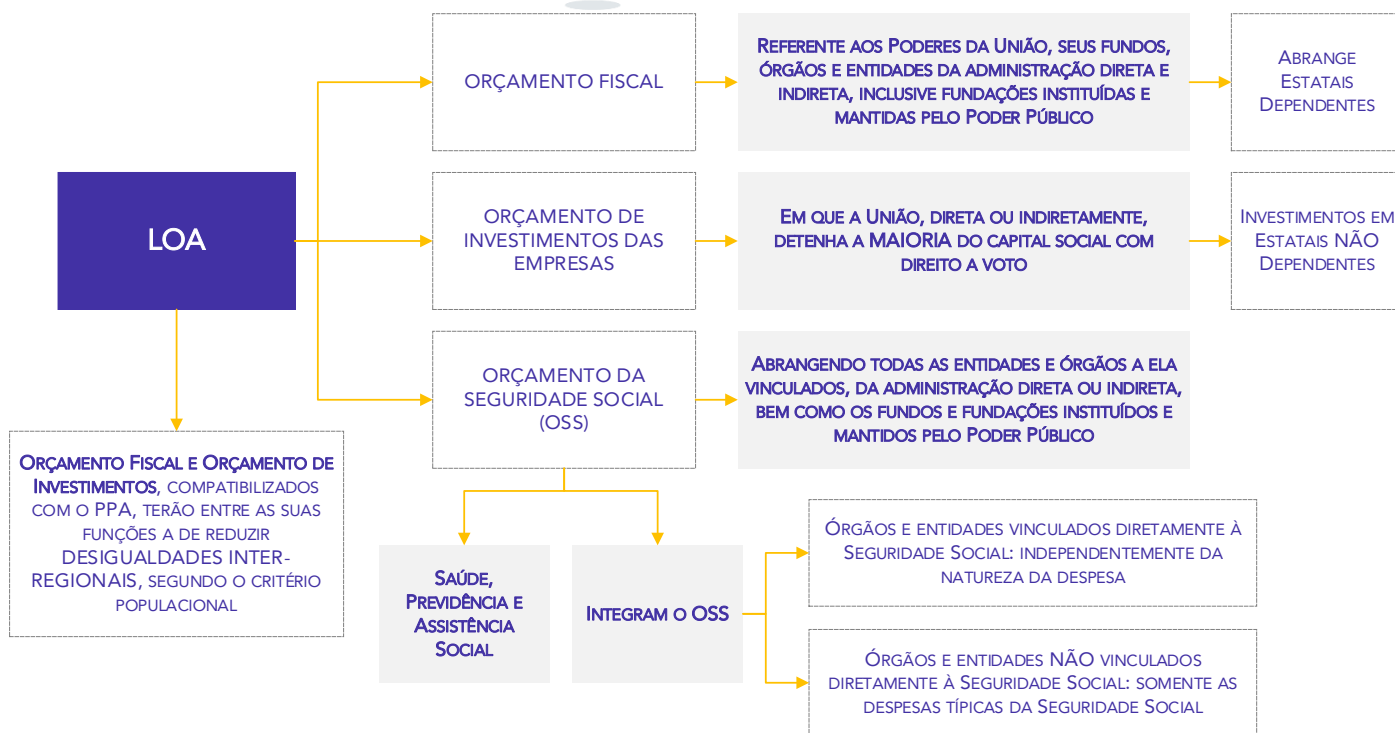 ORÇAMENTO FISCAL
REFERENTE AOS PODERES DA UNIÃO, SEUS FUNDOS,
ÓRGÃOS E ENTIDADES DA ADMINISTRAÇÃO DIRETA E
INDIRETA, INCLUSIVE FUNDAÇÕES INSTITUÍDAS E
MANTIDAS PELO PODER PÚBLICO
ABRANGE
ESTATAIS
DEPENDENTES
LOA
ORÇAMENTO DE
INVESTIMENTOS DAS
EMPRESAS
EM QUE A UNIÃO, DIRETA OU INDIRETAMENTE,
DETENHA A MAIORIA DO CAPITAL SOCIAL COM
DIREITO A VOTO
INVESTIMENTOS EM
ESTATAIS NÃO
DEPENDENTES
ORÇAMENTO DA
SEGURIDADE SOCIAL
(OSS)
ABRANGENDO TODAS AS ENTIDADES E ÓRGÃOS A ELA
VINCULADOS, DA ADMINISTRAÇÃO DIRETA OU INDIRETA,
BEM COMO OS FUNDOS E FUNDAÇÕES INSTITUÍDOS E
MANTIDOS PELO PODER PÚBLICO
ORÇAMENTO FISCAL E ORÇAMENTO DE
INVESTIMENTOS, COMPATIBILIZADOS
COM O PPA, TERÃO ENTRE AS SUAS
FUNÇÕES A DE REDUZIR
DESIGUALDADES INTER-
REGIONAIS, SEGUNDO O CRITÉRIO
POPULACIONAL
SAÚDE,
PREVIDÊNCIA E
ASSISTÊNCIA
SOCIAL
INTEGRAM O OSS
ÓRGÃOS E ENTIDADES VINCULADOS DIRETAMENTE À
SEGURIDADE SOCIAL: INDEPENDENTEMENTE DA
NATUREZA DA DESPESA
ÓRGÃOS E ENTIDADES NÃO VINCULADOS
DIRETAMENTE À SEGURIDADE SOCIAL: SOMENTE AS
DESPESAS TÍPICAS DA SEGURIDADE SOCIAL